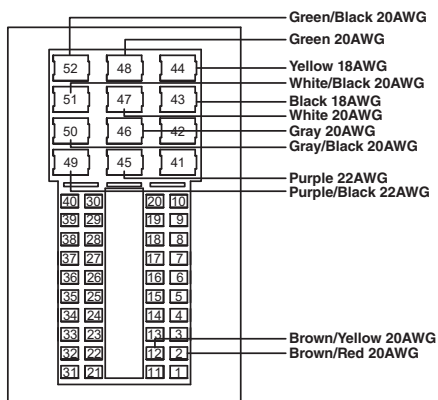 Green/Black 20AWG
Green 20AWG
52 48 44 Yellow 18AWG
White/Black 20AWG
51 47 43 Black 18AWG
White 20AWG
50 46 42 Gray 20AWG
Gray/Black 20AWG
49 45 41
Purple 22AWG
Purple/Black 22AWG
40 30 20 10
39 29 19 9
38 28 18 8
37 27 17 7
36 26 16 6
35 25 15 5
34 24 14 4
33 23 13 3 Brown/Yellow 20AWG
32 22 12 2 Brown/Red 20AWG
31 21 11 1